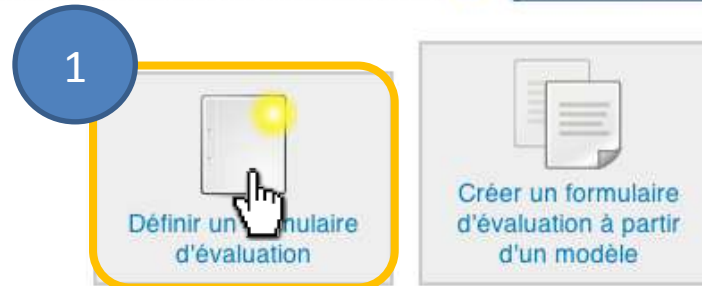 1
Définir un
d'évaluation
Créer un formulaire
d'évaluation à partir
d'un modèle